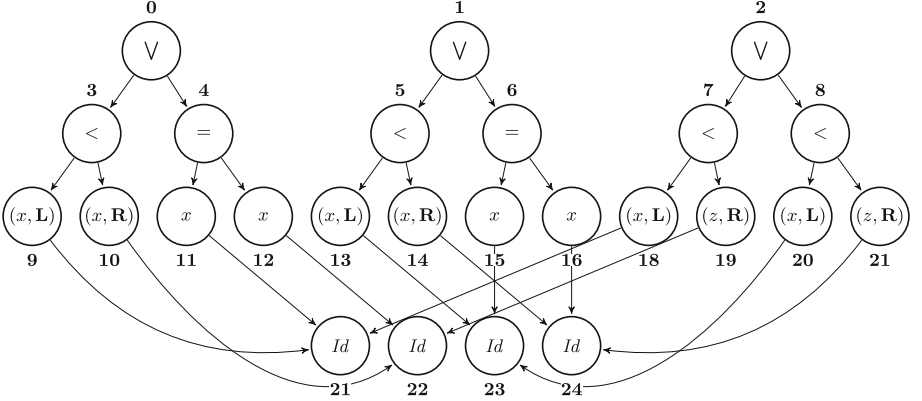 0 1 2
⋁ ⋁ ⋁
3 4 5 6 7 8
< = < = < <
(x, L) (x, R) x x (x, L) (x, R) x x (x, L) (z, R) (x, L) (z, R)
9 10 11 12 13 14 15 16 18 19 20 21
Id Id Id Id
21 22 23 24